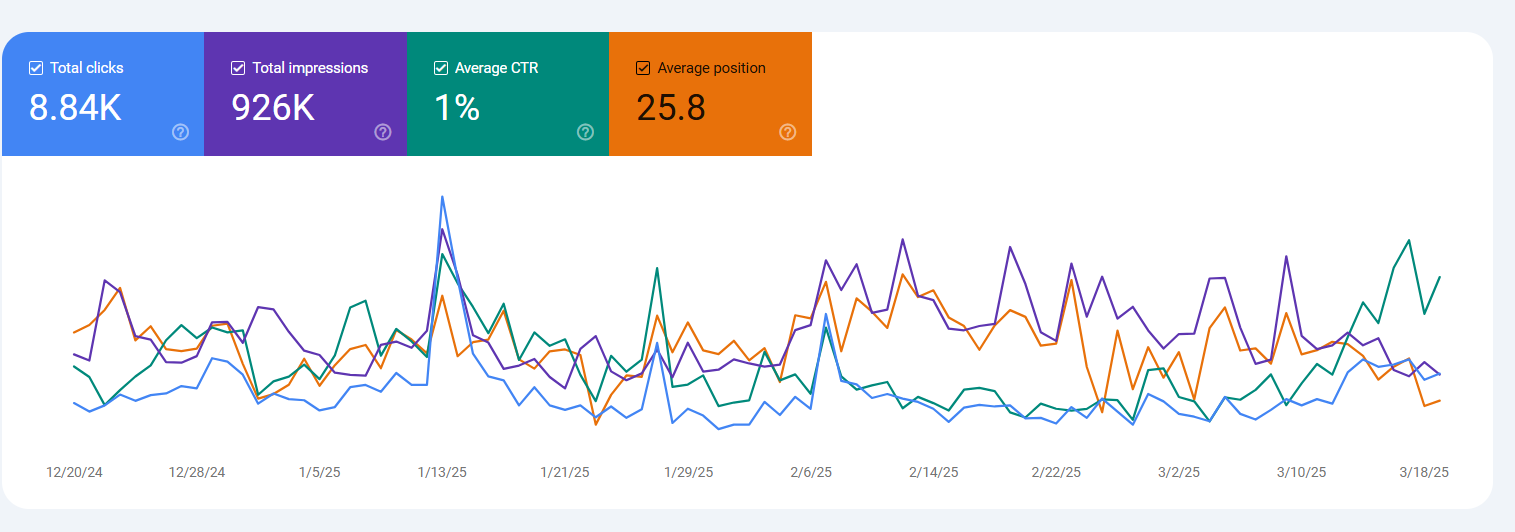 Total clicks
8.84K
Total impressions
926K
Average CTR
1%
Average position
25.8
12/20/24 12/28/24 1/5/25 1/13/25 1/21/25 1/29/25 2/6/25 2/14/25 2/22/25 3/2/25 3/10/25 3/18/25